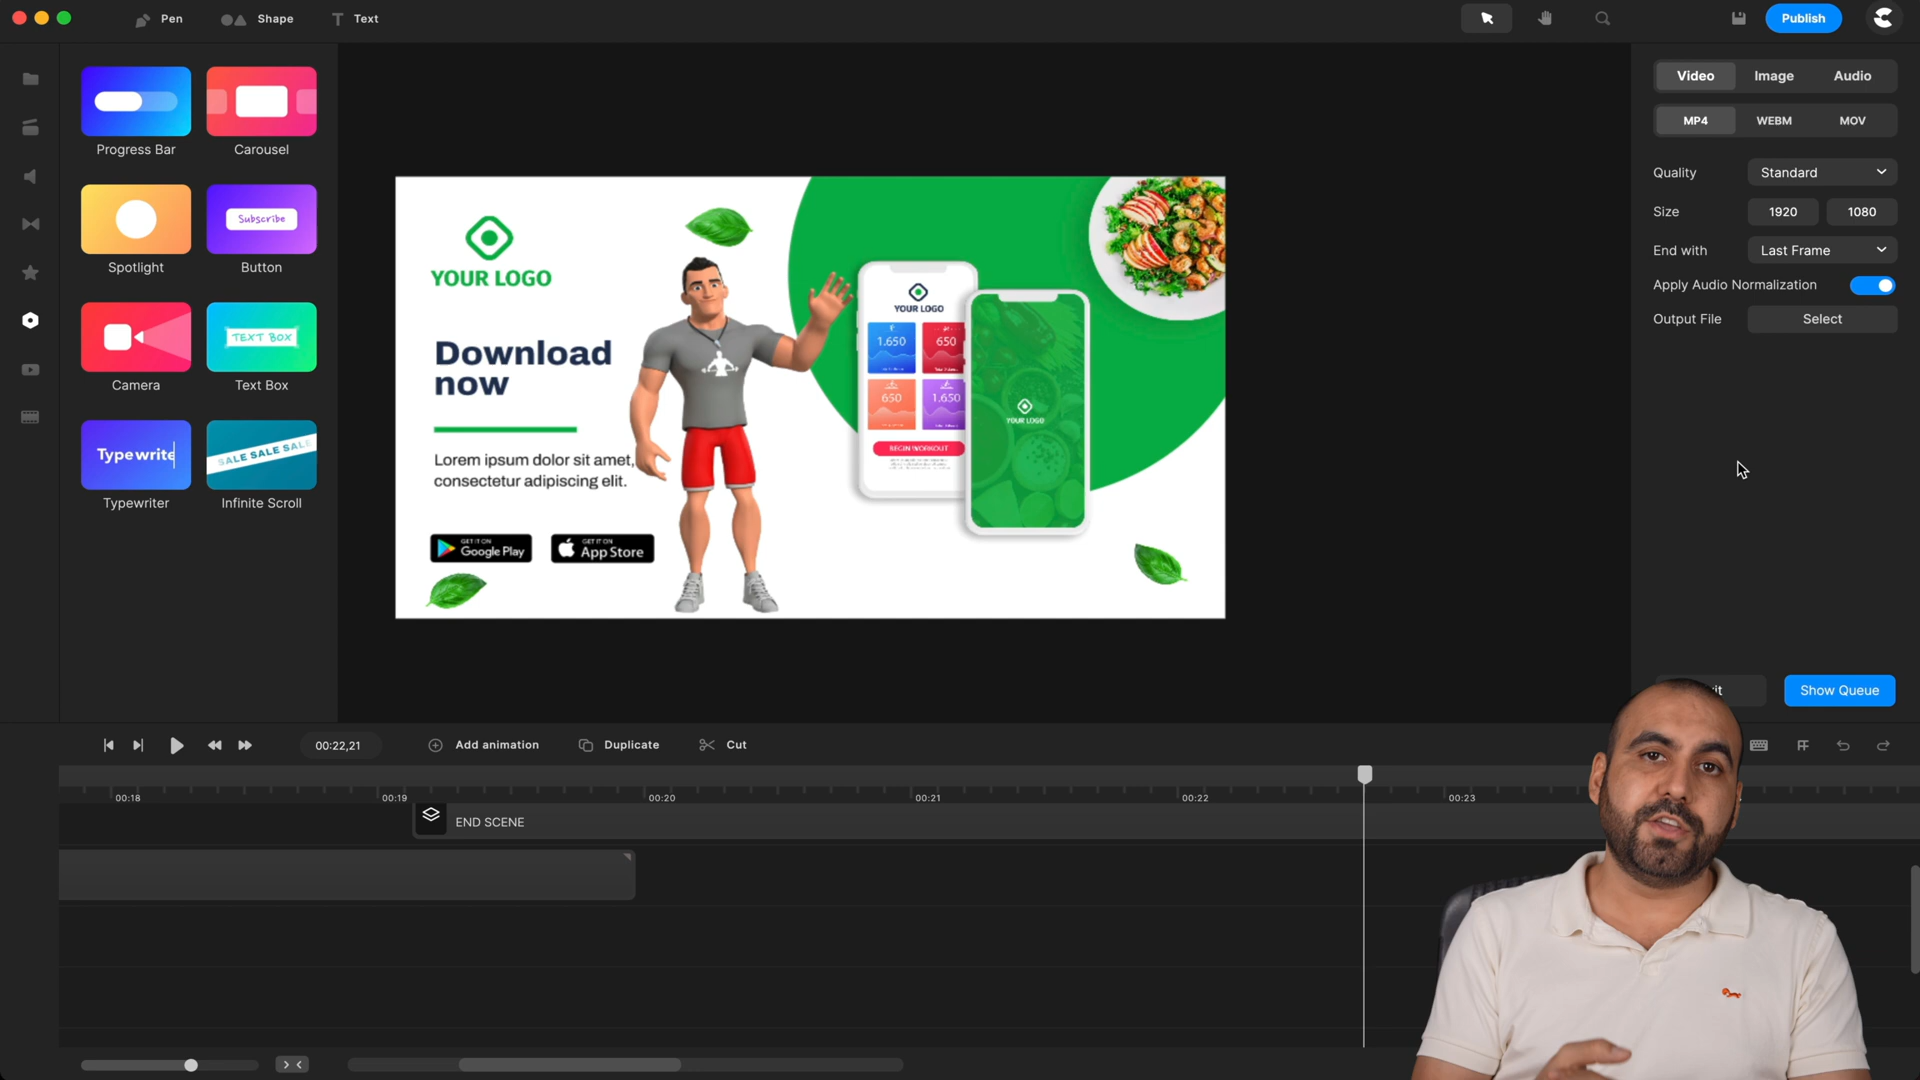 Pen
Shape
Text
Publish
Progress Bar
Carousel
Spotlight
Subscribe
Button
Camera
TEXT BOX
Text Box
Typewrite
Typewriter
SALE SALE SALE
Infinite Scroll
YOUR LOGO
Download
now
Lorem ipsum dolor sit amet,
consectetur adipiscing elit.
GET IT ON
Google Play
GET IT ON
App Store
YOUR LOGO
1.650
650
650
1.650
BEGIN WORKOUT
YOUR LOGO
Video
Image
Audio
MP4
WEBM
MOV
Quality
Standard
Size
1920
1080
End with
Last Frame
Apply Audio Normalization
Output File
Select
Show Queue
00:22,21
Add animation
Duplicate
Cut
00:18
00:19
00:20
00:21
00:22
00:23
END SCENE